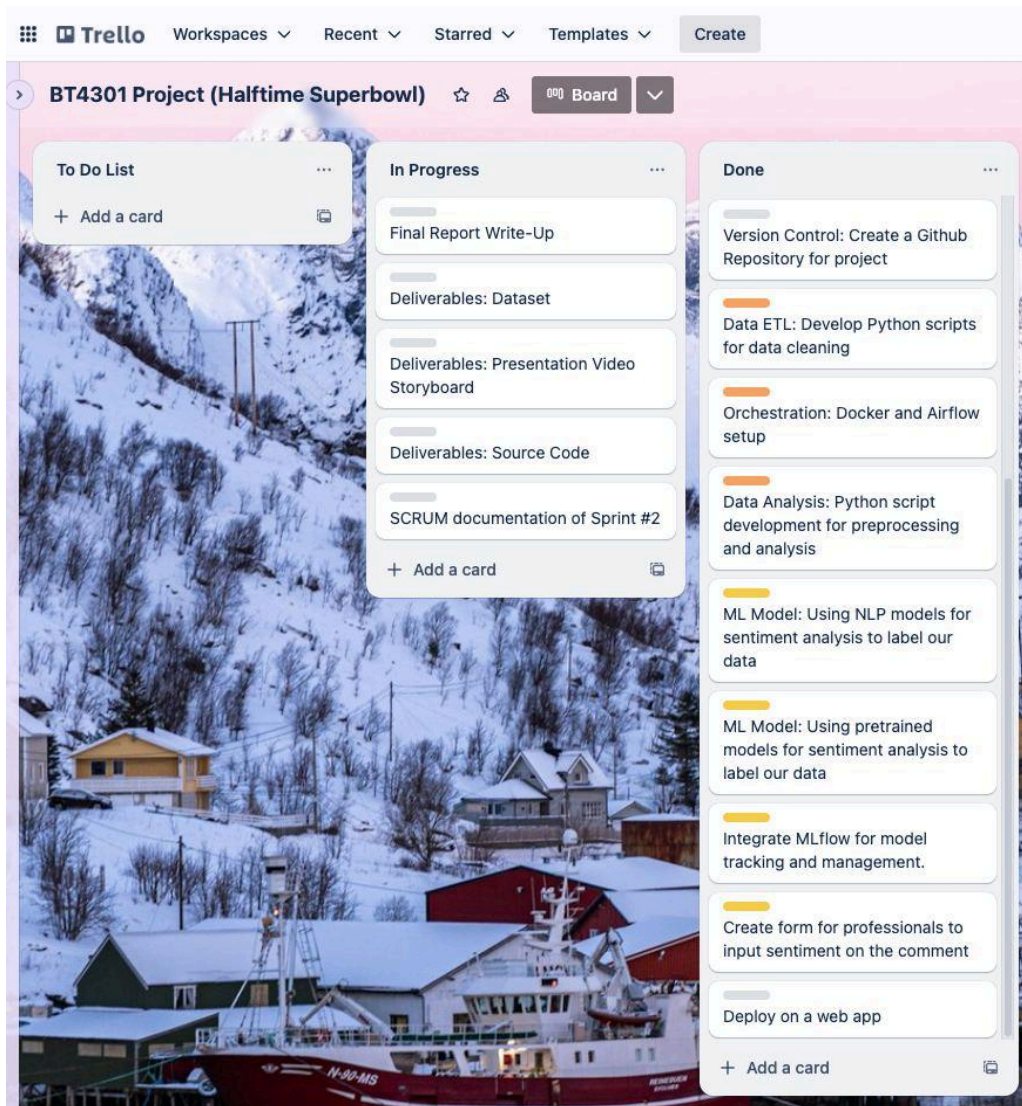 Trello
Workspaces
Recent
Starred
Templates
Create
BT4301 Project (Halftime Superbowl)
Board
To Do List
Add a card
In Progress
Final Report Write-Up
Deliverables: Dataset
Deliverables: Presentation Video
Storyboard
Deliverables: Source Code
SCRUM documentation of Sprint #2
Add a card
Done
Version Control: Create a Github
Repository for project
Data ETL: Develop Python scripts
for data cleaning
Orchestration: Docker and Airflow
setup
Data Analysis: Python script
development for preprocessing
and analysis
ML Model: Using NLP models for
sentiment analysis to label our
data
ML Model: Using pretrained
models for sentiment analysis to
label our data
Integrate MLflow for model
tracking and management.
Create form for professionals to
input sentiment on the comment
Deploy on a web app
Add a card
N-90-MS